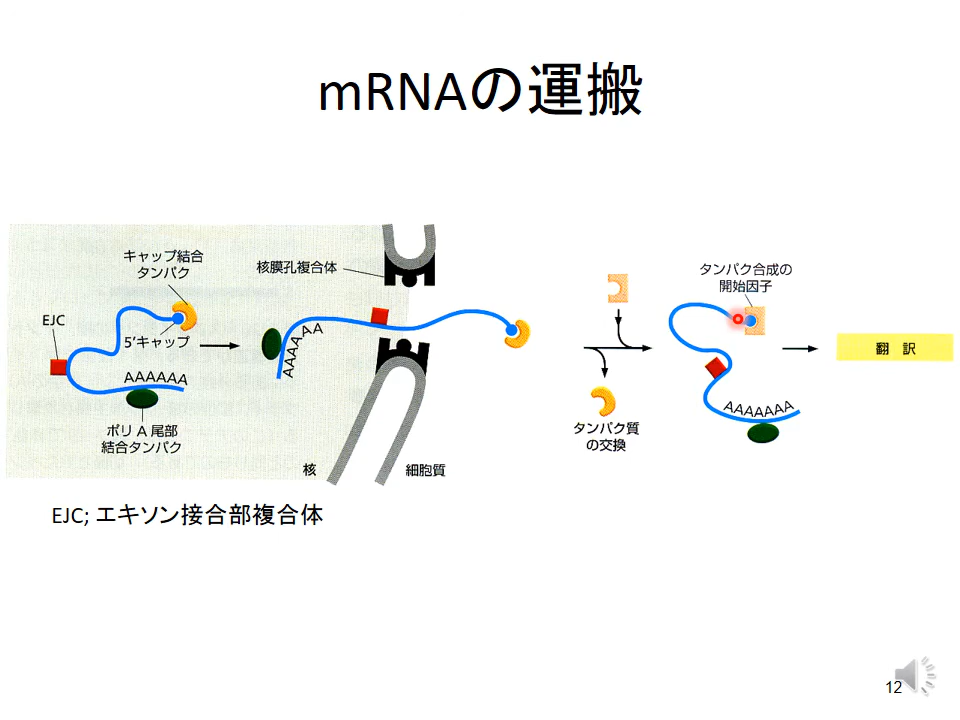 mRNAの運搬
キャップ結合
タンパク
EJC
5’キャップ
AAAAAA
ポリA尾部
結合タンパク
核膜孔複合体
AAAAAA
核
細胞質
タンパク質
の交換
タンパク合成の
開始因子
AAAAAAA
翻 訳
EJC; エキソン接合部複合体
12